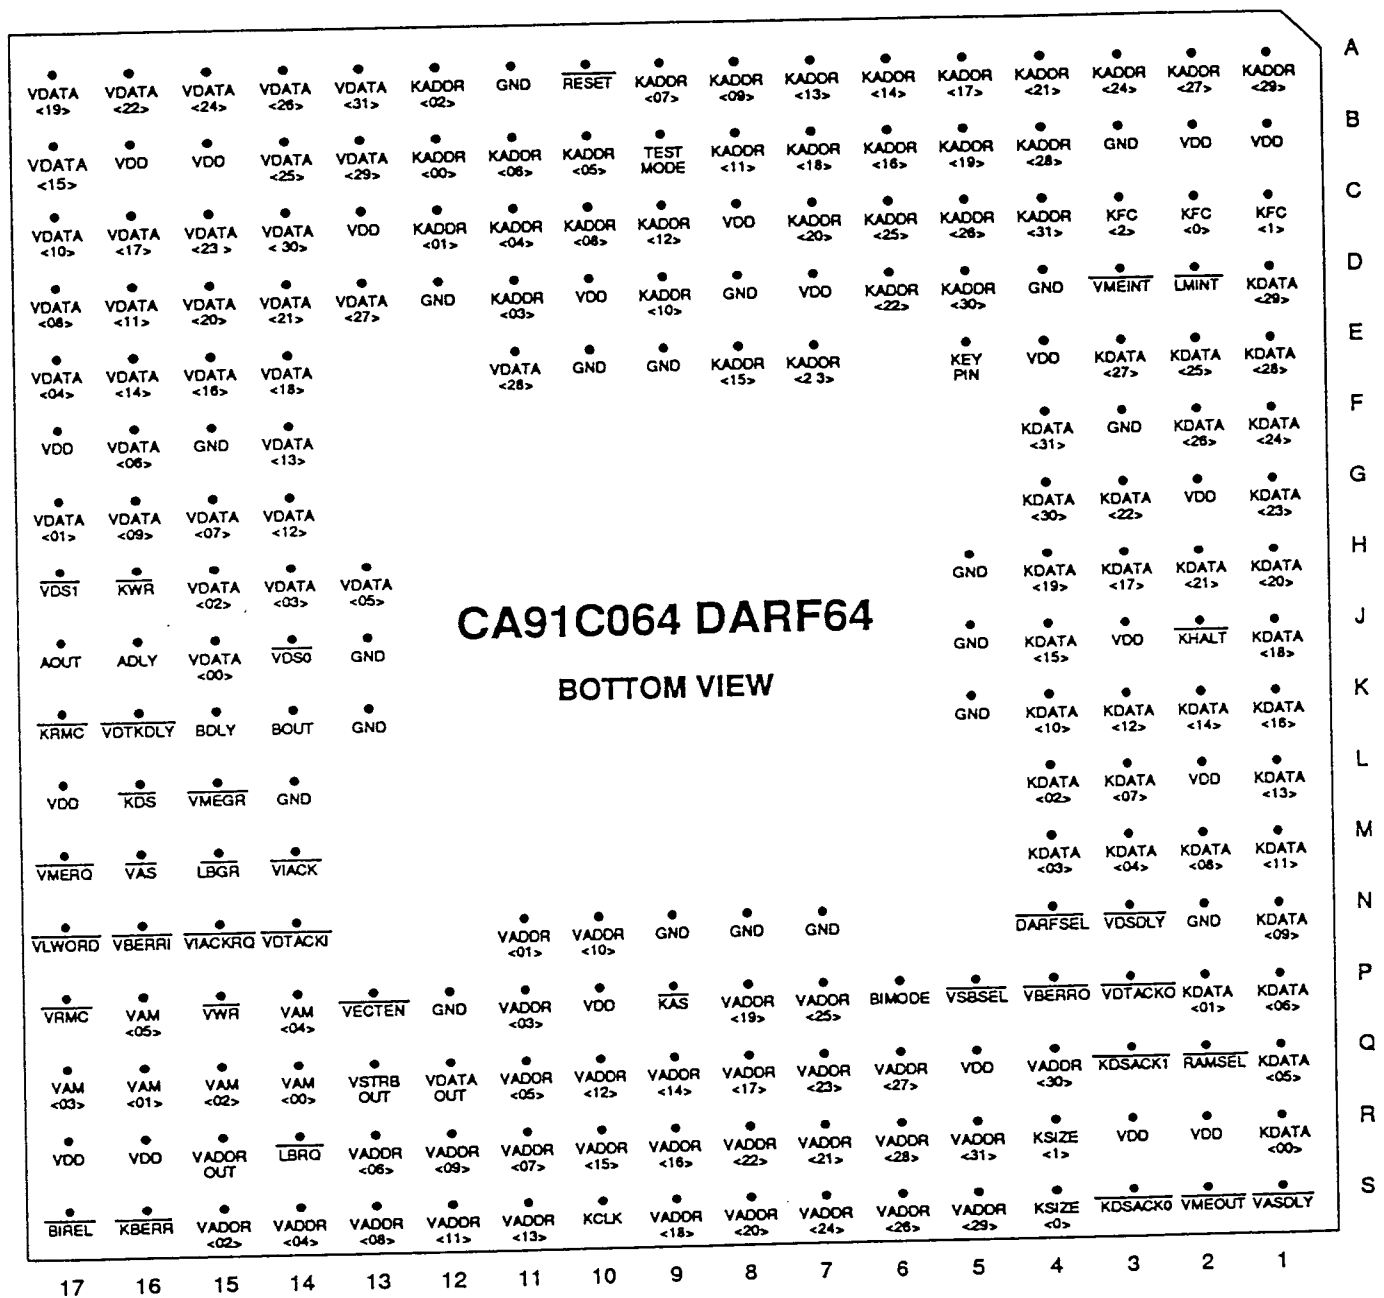 A
VDATA VDATA VDATA VDATA VDATA KADDR GND RESET KADDR KADDR KADDR KADDR KADDR KADDR KADDR KADDR KADDR
<19> <22> <24> <26> <31> <02> <07> <09> <13> <14> <17> <21> <24> <27> <29>
B
VDATA VDD VDD VDATA VDATA KADDR KADDR KADDR TEST KADDR KADDR KADDR KADDR KADDR GND VDD VDD
<15> <25> <29> <00> <06> <05> MODE <11> <18> <16> <19> <28>
C
VDATA VDATA VDATA VDATA VDD KADDR KADDR KADDR KADDR VDD KADDR KADDR KADDR KADDR KFC KFC KFC
<10> <17> <23 > < 30> <01> <04> <08> <12> <20> <25> <26> <31> <2> <0> <1>
D
VDATA VDATA VDATA VDATA VDATA GND KADDR VDD KADDR GND VDD KADDR KADDR GND VMEINT LMINT KDATA
<08> <11> <20> <21> <27> <03> <10> <22> <30> <29>
E
VDATA VDATA VDATA VDATA VDATA GND GND KADDR KADDR KEY VDD KDATA KDATA KDATA
<04> <14> <16> <18> <28> <15> <2 3> PIN <27> <25> <28>
F
VDD VDATA GND VDATA KDATA GND KDATA KDATA
<06> <13> <31> <26> <24>
G
VDATA VDATA VDATA VDATA KDATA KDATA VDD KDATA
<01> <09> <07> <12> <30> <22> <23>
H
VDS1 KWR VDATA VDATA VDATA GND KDATA KDATA KDATA KDATA
<02> <03> <05> <19> <17> <21> <20>
CA91C064 DARF64
J
AOUT ADLY VDATA VDS0 GND GND KDATA VDD KHALT KDATA
<00> <15> <18>
BOTTOM VIEW
K
KRMC VDTKDLY BDLY BOUT GND GND KDATA KDATA KDATA KDATA
<10> <12> <14> <16>
L
VDD KDS VMEGR GND KDATA KDATA VDD KDATA
<02> <07> <13>
M
VMERQ VAS LBGR VIACK KDATA KDATA KDATA KDATA
<03> <04> <08> <11>
N
VLWORD VBERRI VIACKRQ VDTACKI VADDR VADDR GND GND GND DARFSEL VDSDLY GND KDATA
<01> <10> <09>
P
VRMC VAM VWR VAM VECTEN GND VADDR VDD KAS VADDR VADDR BIMODE VSBSEL VBERRO VDTACKO KDATA KDATA
<05> <04> <03> <19> <25> <01> <06>
Q
VAM VAM VAM VAM VSTRB VDATA VADDR VADDR VADDR VADDR VADDR VADDR VDD VADDR KDSACK1 RAMSEL KDATA
<03> <01> <02> <00> OUT OUT <05> <12> <14> <17> <23> <27> <30> <05>
R
VDD VDD VADDR LBRQ VADDR VADDR VADDR VADDR VADDR VADDR VADDR VADDR VADDR KSIZE VDD VDD KDATA
OUT <06> <09> <07> <15> <16> <22> <21> <28> <31> <1> <00>
S
BIREL KBERR VADDR VADDR VADDR VADDR VADDR KCLK VADDR VADDR VADDR VADDR VADDR KSIZE KDSACK0 VMEOUT VASDLY
<02> <04> <08> <11> <13> <18> <20> <24> <26> <29> <0>
17 16 15 14 13 12 11 10 9 8 7 6 5 4 3 2 1